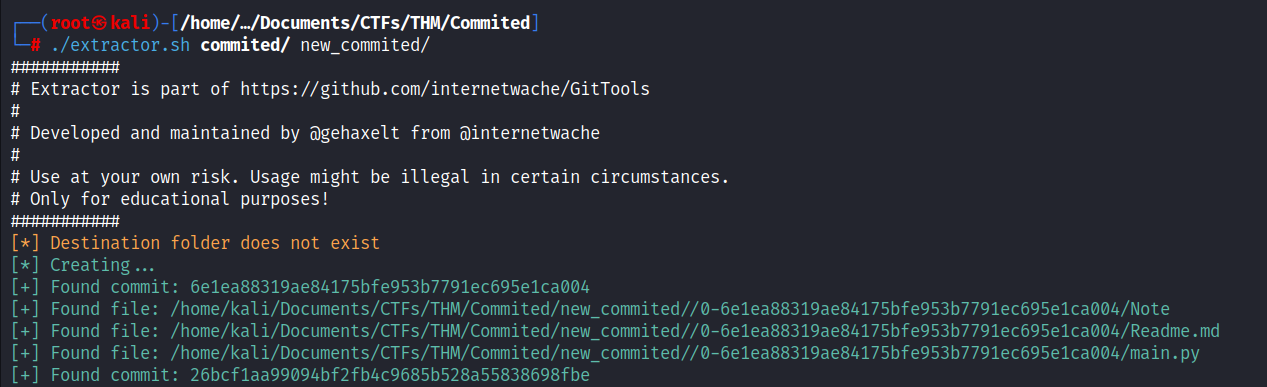 ┌──(root㉿kali)-[/home/…/Documents/CTFs/THM/Commited]
└─# ./extractor.sh commited/ new_commited/
###########
# Extractor is part of https://github.com/internetwache/GitTools
#
# Developed and maintained by @gehaxelt from @internetwache
#
# Use at your own risk. Usage might be illegal in certain circumstances.
# Only for educational purposes!
###########
[*] Destination folder does not exist
[*] Creating...
[+] Found commit: 6e1ea88319ae84175bfe953b7791ec695e1ca004
[+] Found file: /home/kali/Documents/CTFs/THM/Commited/new_commited//0-6e1ea88319ae84175bfe953b7791ec695e1ca004/Note
[+] Found file: /home/kali/Documents/CTFs/THM/Commited/new_commited//0-6e1ea88319ae84175bfe953b7791ec695e1ca004/Readme.md
[+] Found file: /home/kali/Documents/CTFs/THM/Commited/new_commited//0-6e1ea88319ae84175bfe953b7791ec695e1ca004/main.py
[+] Found commit: 26bcf1aa99094bf2fb4c9685b528a55838698fbe